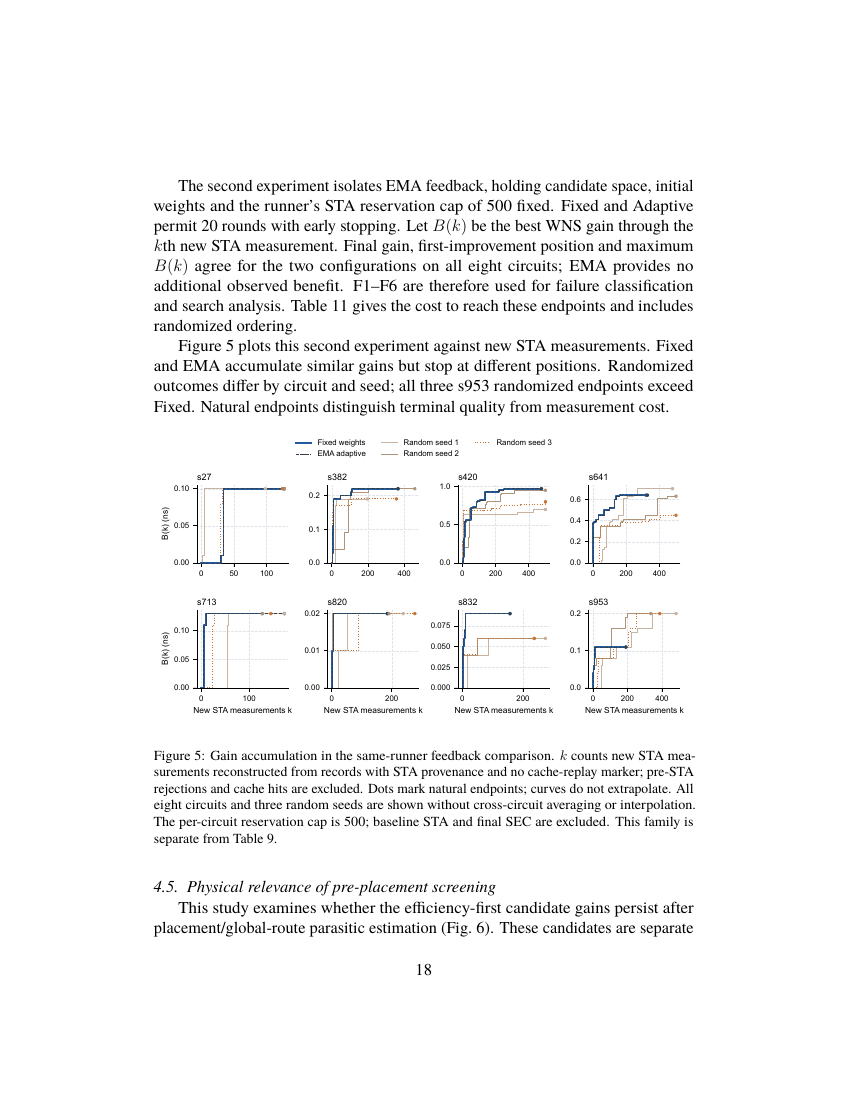 The second experiment isolates EMA feedback, holding candidate space, initial
weights and the runner's STA reservation cap of 500 fixed. Fixed and Adaptive
permit 20 rounds with early stopping. Let B(k) be the best WNS gain through the
kth new STA measurement. Final gain, first-improvement position and maximum
B(k) agree for the two configurations on all eight circuits; EMA provides no
additional observed benefit. F1–F6 are therefore used for failure classification
and search analysis. Table 11 gives the cost to reach these endpoints and includes
randomized ordering.
Figure 5 plots this second experiment against new STA measurements. Fixed
and EMA accumulate similar gains but stop at different positions. Randomized
outcomes differ by circuit and seed; all three s953 randomized endpoints exceed
Fixed. Natural endpoints distinguish terminal quality from measurement cost.
Fixed weights Random seed 1 Random seed 3
EMA adaptive Random seed 2
s27 s382 s420 s641
B(k) (ns)
0.10 0.05 0.00
0 50 100
0.2 0.1 0.0
0 200 400
1.0 0.5 0.0
0 200 400
0.6 0.4 0.2 0.0
0 200 400
s713 s820 s832 s953
B(k) (ns)
0.10 0.05 0.00
0 100
0.02 0.01 0.00
0 200
0.075 0.050 0.025 0.000
0 200
0.2 0.1 0.0
0 200 400
New STA measurements k New STA measurements k New STA measurements k New STA measurements k
Figure 5: Gain accumulation in the same-runner feedback comparison. k counts new STA mea-
surements reconstructed from records with STA provenance and no cache-replay marker; pre-STA
rejections and cache hits are excluded. Dots mark natural endpoints; curves do not extrapolate. All
eight circuits and three random seeds are shown without cross-circuit averaging or interpolation.
The per-circuit reservation cap is 500; baseline STA and final SEC are excluded. This family is
separate from Table 9.
4.5. Physical relevance of pre-placement screening
This study examines whether the efficiency-first candidate gains persist after
placement/global-route parasitic estimation (Fig. 6). These candidates are separate
18